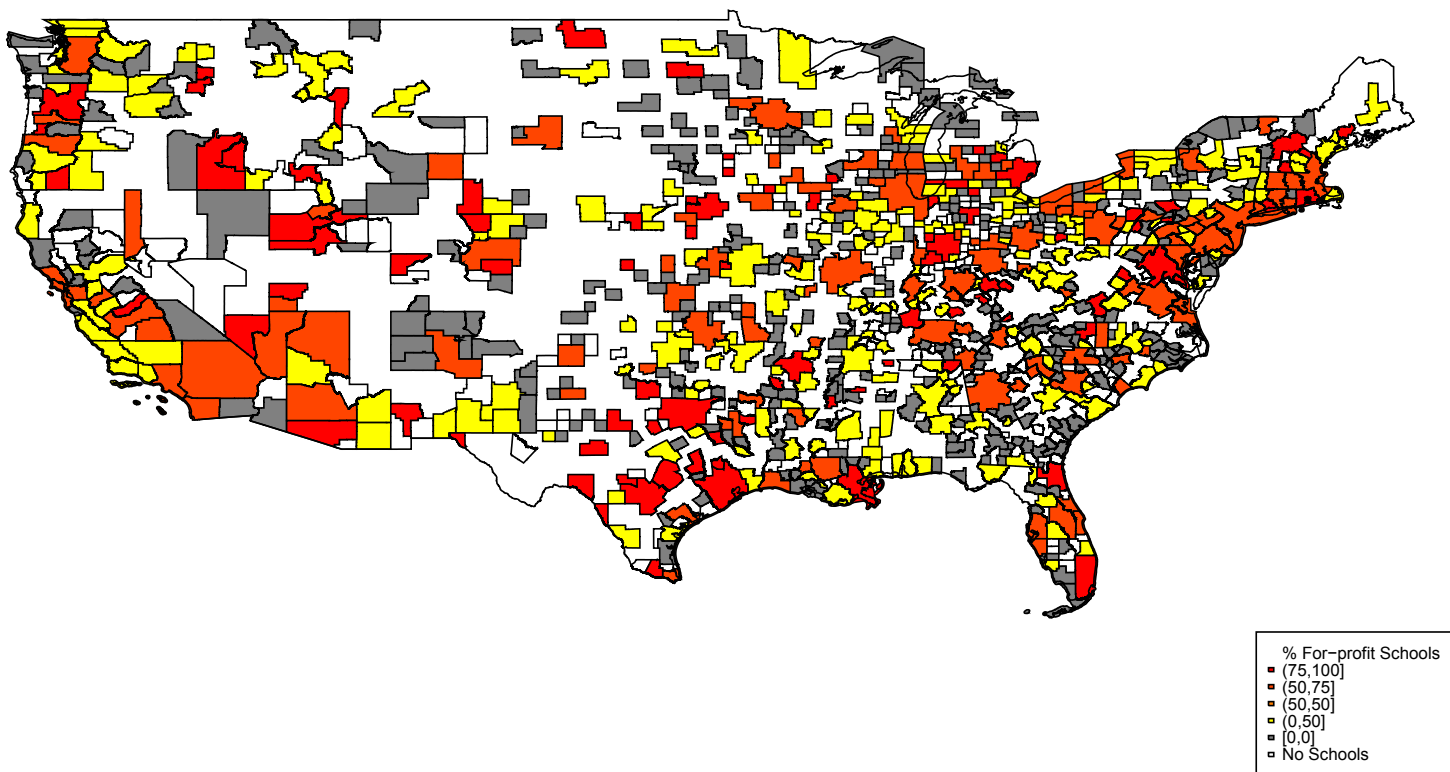 % For−profit Schools
(75,100]
(50,75]
(50,50]
(0,50]
[0,0]
No Schools